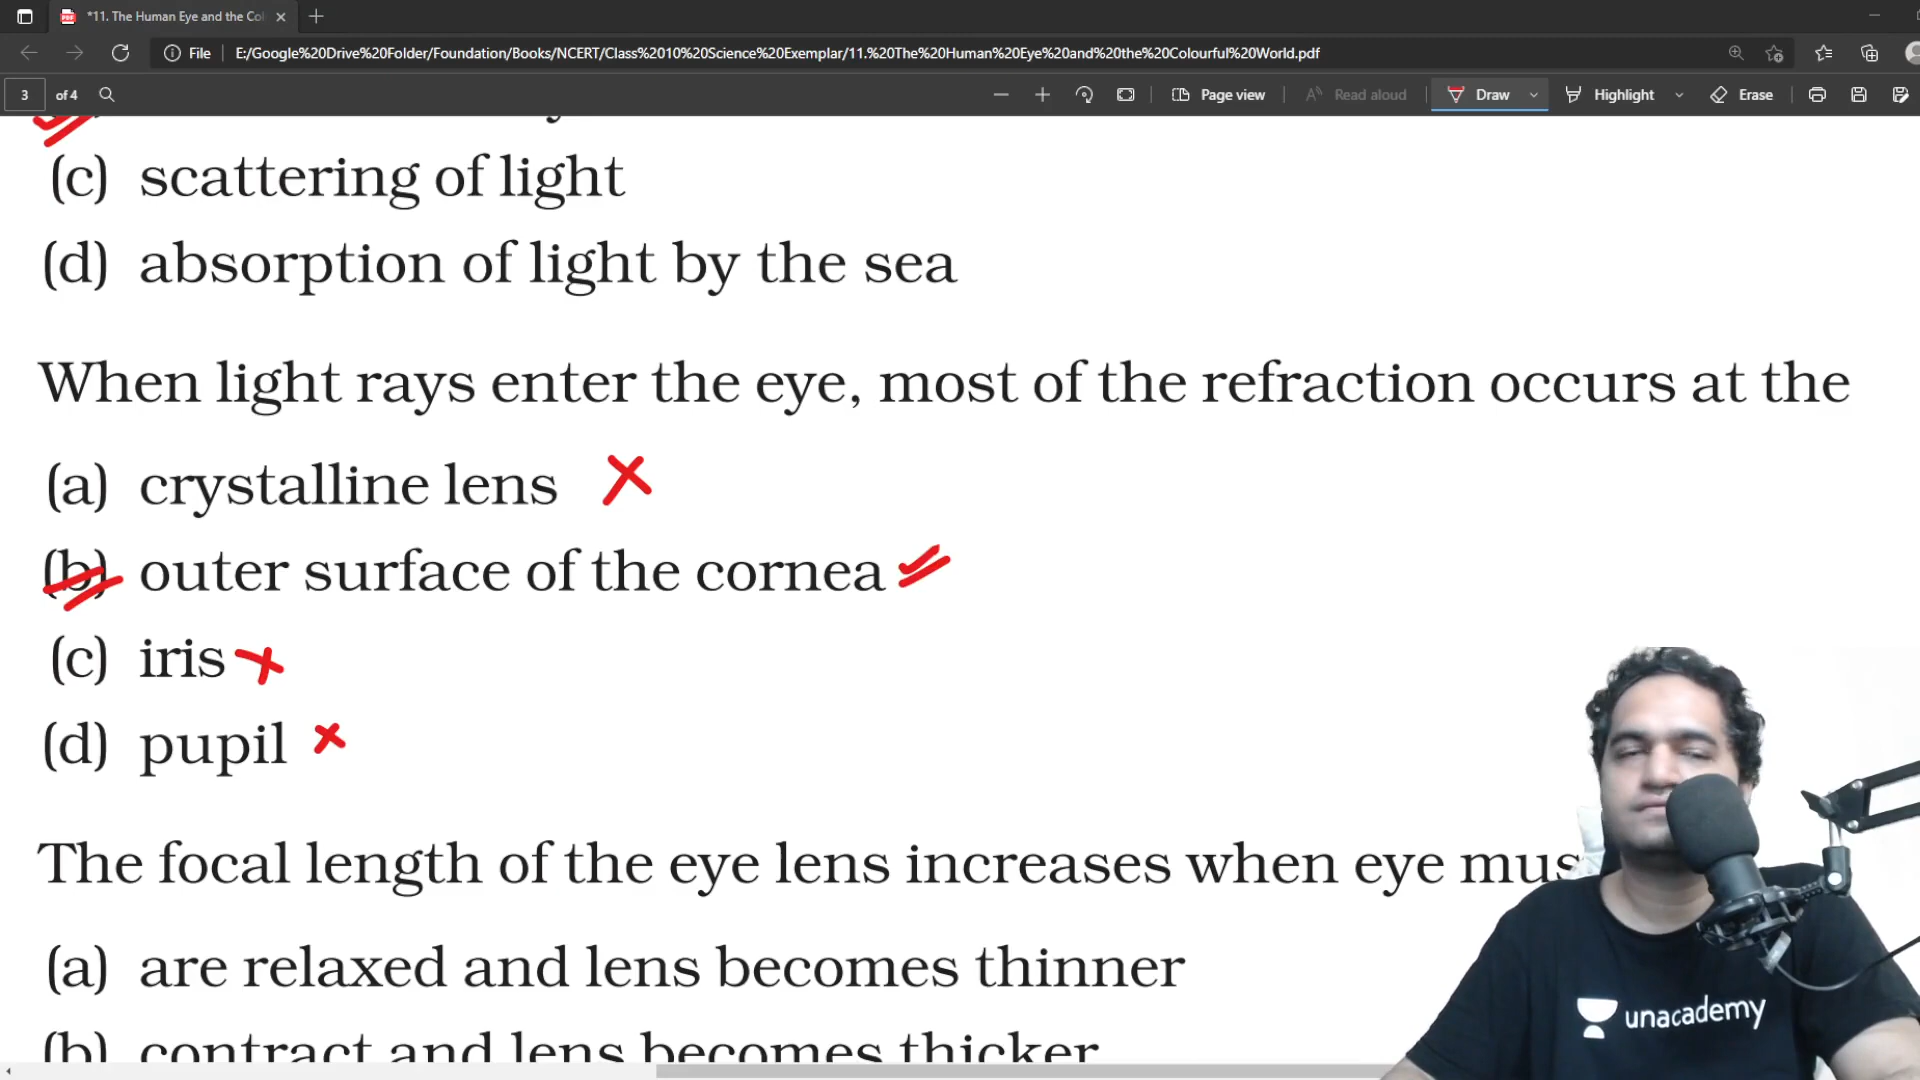 *11. The Human Eye and the Col
File E:/Google%20Drive%20Folder/Foundation/Books/NCERT/Class%2010%20Science%20Exemplar/11.%20The%20Human%20Eye%20and%20the%20Colourful%20World.pdf
3 of 4 Page view Read aloud Draw Highlight Erase
(c) scattering of light
(d) absorption of light by the sea
When light rays enter the eye, most of the refraction occurs at the
(a) crystalline lens
(b) outer surface of the cornea
(c) iris
(d) pupil
The focal length of the eye lens increases when eye mus
(a) are relaxed and lens becomes thinner
unacademy
(b) contract and lens becomes thicker